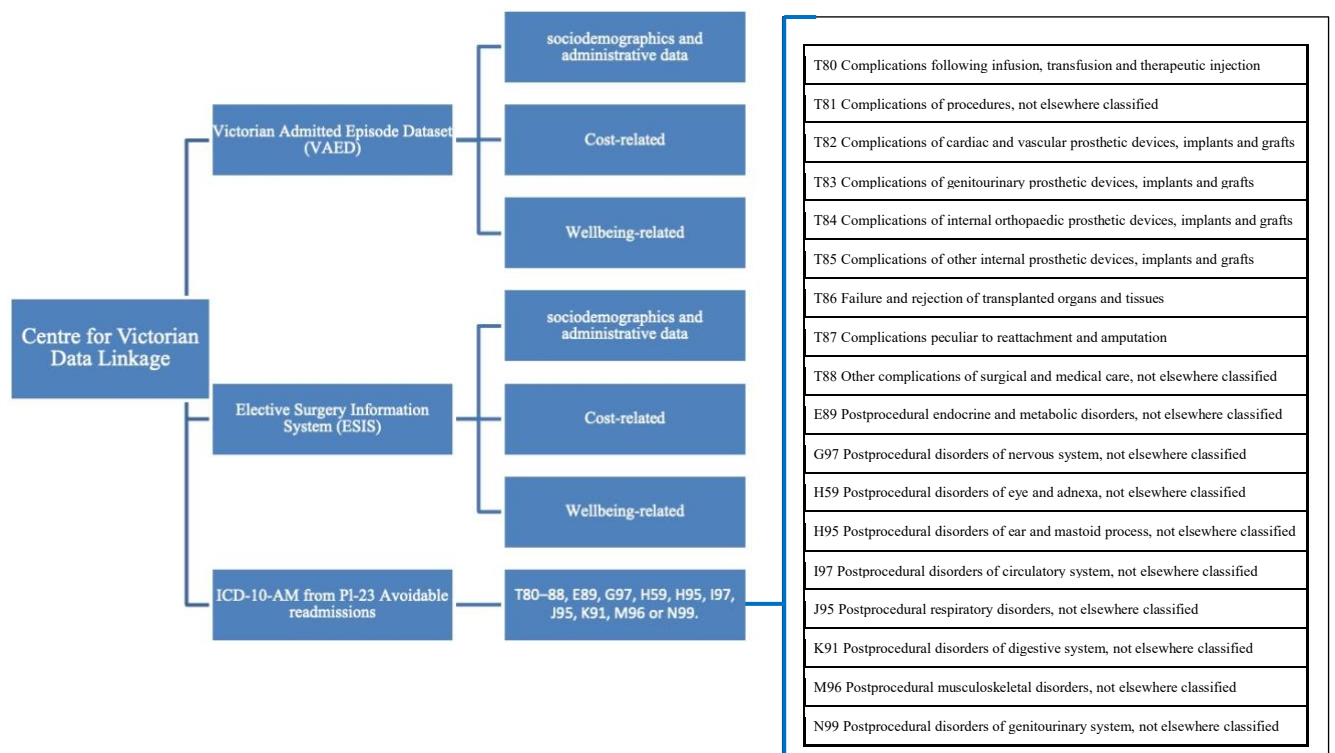 Centre for Victorian
Data Linkage
Victorian Admitted Episode Dataset
(VAED)
sociodemographics and
administrative data
Cost-related
Wellbeing-related
Elective Surgery Information
System (ESIS)
sociodemographics and
administrative data
Cost-related
Wellbeing-related
ICD-10-AM from Pl-23 Avoidable
readmissions
T80–88, E89, G97, H59, H95, I97,
J95, K91, M96 or N99.
T80 Complications following infusion, transfusion and therapeutic injection
T81 Complications of procedures, not elsewhere classified
T82 Complications of cardiac and vascular prosthetic devices, implants and grafts
T83 Complications of genitourinary prosthetic devices, implants and grafts
T84 Complications of internal orthopaedic prosthetic devices, implants and grafts
T85 Complications of other internal prosthetic devices, implants and grafts
T86 Failure and rejection of transplanted organs and tissues
T87 Complications peculiar to reattachment and amputation
T88 Other complications of surgical and medical care, not elsewhere classified
E89 Postprocedural endocrine and metabolic disorders, not elsewhere classified
G97 Postprocedural disorders of nervous system, not elsewhere classified
H59 Postprocedural disorders of eye and adnexa, not elsewhere classified
H95 Postprocedural disorders of ear and mastoid process, not elsewhere classified
I97 Postprocedural disorders of circulatory system, not elsewhere classified
J95 Postprocedural respiratory disorders, not elsewhere classified
K91 Postprocedural disorders of digestive system, not elsewhere classified
M96 Postprocedural musculoskeletal disorders, not elsewhere classified
N99 Postprocedural disorders of genitourinary system, not elsewhere classified